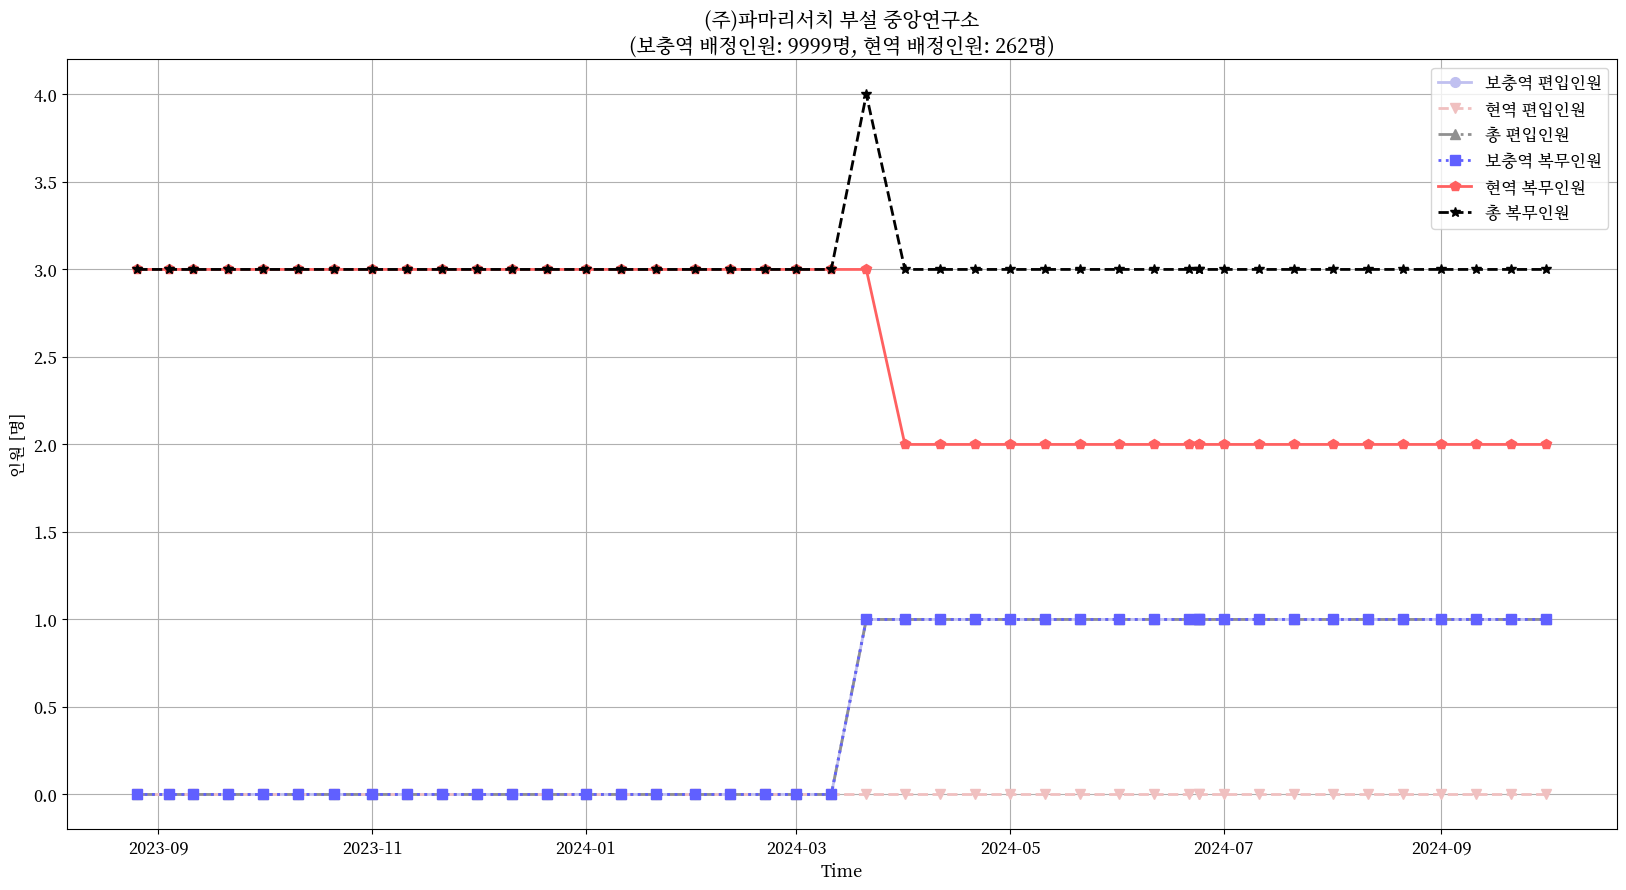 (주)파마리서치 부설 중앙연구소
(보충역 배정인원: 9999명, 현역 배정인원: 262명)
보충역 편입인원
현역 편입인원
총 편입인원
보충역 복무인원
현역 복무인원
총 복무인원
인원 [명]
4.0
3.5
3.0
2.5
2.0
1.5
1.0
0.5
0.0
2023-09
2023-11
2024-01
2024-03
2024-05
2024-07
2024-09
Time